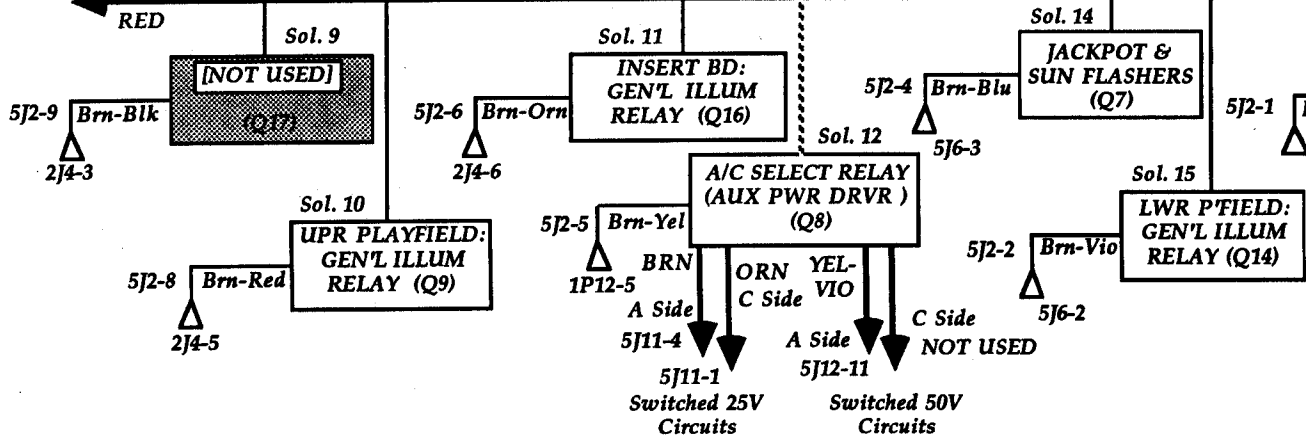 RED
Sol. 9
[NOT USED]
(Q17)
5J2-9
Brn-Blk
2J4-3
Sol. 10
UPR PLAYFIELD:
GEN'L ILLUM
RELAY (Q9)
5J2-8
Brn-Red
2J4-5
Sol. 11
INSERT BD:
GEN'L ILLUM
RELAY (Q16)
5J2-6
Brn-Orn
2J4-6
Sol. 12
A/C SELECT RELAY
(AUX PWR DRVR )
(Q8)
5J2-5
Brn-Yel
1P12-5
BRN
A Side
5J11-4
ORN
C Side
5J11-1
Switched 25V
Circuits
YEL-
VIO
A Side
5J12-11
C Side
NOT USED
Switched 50V
Circuits
Sol. 14
JACKPOT &
SUN FLASHERS
(Q7)
5J2-4
Brn-Blu
5J6-3
Sol. 15
LWR P'FIELD:
GEN'L ILLUM
RELAY (Q14)
5J2-2
Brn-Vio
5J6-2
5J2-1